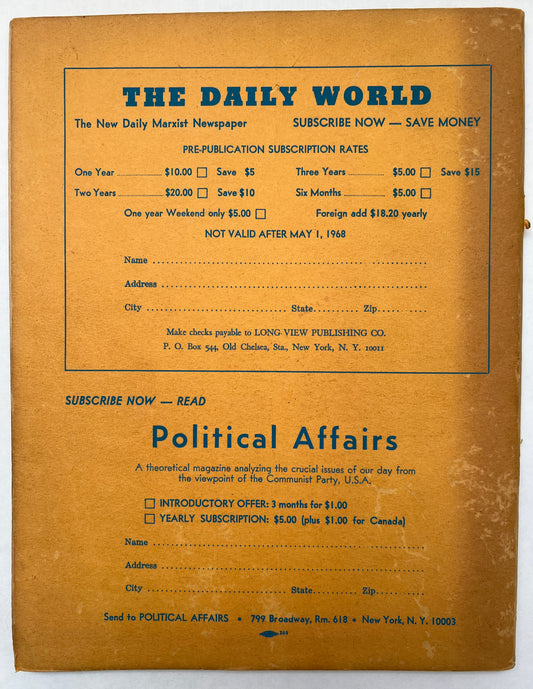 THE DAILY WORLD
The New Daily Marxist Newspaper SUBSCRIBE NOW — SAVE MONEY
PRE-PUBLICATION SUBSCRIPTION RATES
One Year ........ $10.00 ☐ Save $5 Three Years ........ $5.00 ☐ Save $15
Two Years ........ $20.00 ☐ Save $10 Six Months ........ $5.00 ☐
One year Weekend only $5.00 ☐ Foreign add $18.20 yearly
NOT VALID AFTER MAY 1, 1968
Name ........
Address ........
City ........ State ........ Zip ........
Make checks payable to LONG VIEW PUBLISHING CO.
P. O. Box 544, Old Chelsea, Sta., New York, N. Y. 10011
SUBSCRIBE NOW — READ
Political Affairs
A theoretical magazine analyzing the crucial issues of our day from
the viewpoint of the Communist Party, U.S.A.
☐ INTRODUCTORY OFFER: 3 months for $1.00
☐ YEARLY SUBSCRIPTION: $5.00 (plus $1.00 for Canada)
Name ........
Address ........
City ........ State ........ Zip ........
Send to POLITICAL AFFAIRS • 799 Broadway, Rm. 618 • New York, N. Y. 10003